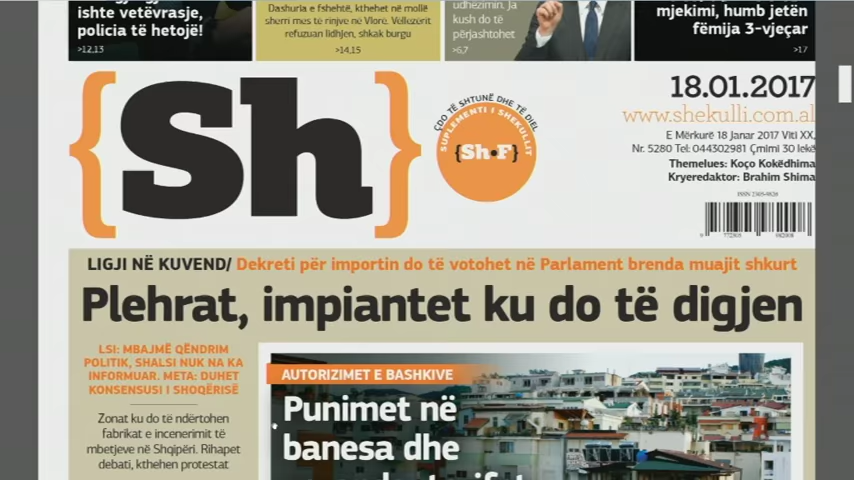 ishte vetëvrasje,
policia të hetojë!
>12,13
Dashuria e fshehtë, kthehet në mollë
sherri mes të rinjve në Vlorë. Vëllezërit
refuzuan lidhjen, shkak burgu
>14,15
udhëzimin. Ja
kush do të
përjashtohet
>6,7
mjekimi, humb jetën
fëmija 3-vjeçar
>17
{Sh}
ÇDO TË SHTUNË DHE TË DIEL
SUPLEMENTI I SHEKULLIT
{Sh•F}
18.01.2017
www.shekulli.com.al
E Mërkurë 18 Janar 2017 Viti XX,
Nr. 5280 Tel: 044302981 Çmimi 30 lekë
Themelues: Koço Kokëdhima
Kryeredaktor: Brahim Shima
LIGJI NË KUVEND/ Dekreti për importin do të votohet në Parlament brenda muajit shkurt
Plehrat, impiantet ku do të digjen
LSI: MBAJMË QËNDRIM
POLITIK, SHALSI NUK NA KA
INFORMUAR. META: DUHET
KONSENSUSI I SHOQËRISË
Zonat ku do të ndërtohen
fabrikat e incenerimit të
mbetjeve në Shqipëri. Rihapet
debati, kthehen protestat
AUTORIZIMET E BASHKIVE
Punimet në
banesa dhe